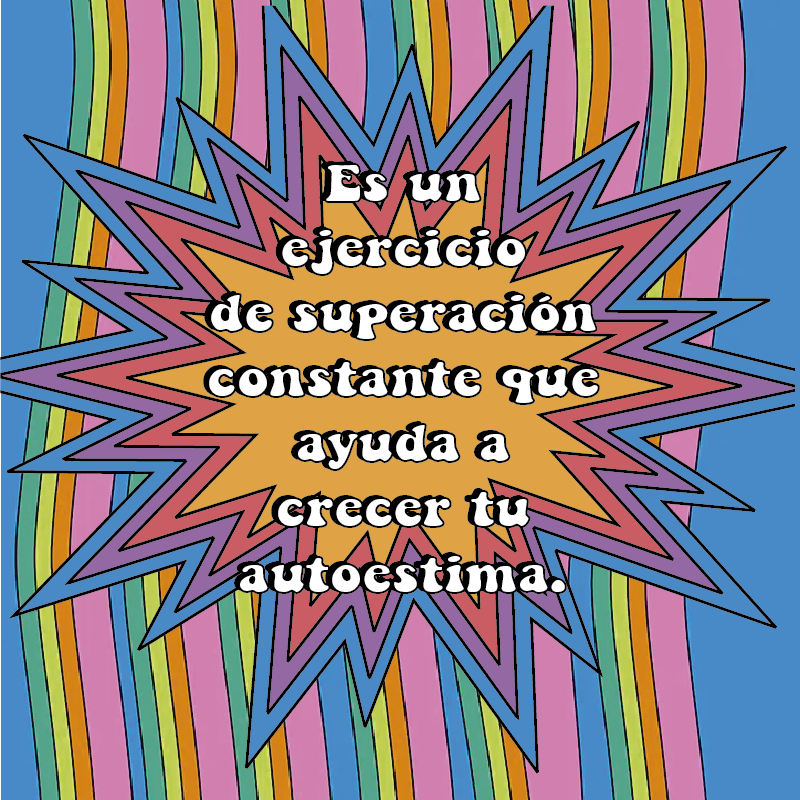 Es un
ejercicio
de superación
constante que
ayuda a
crecer tu
autoestima.